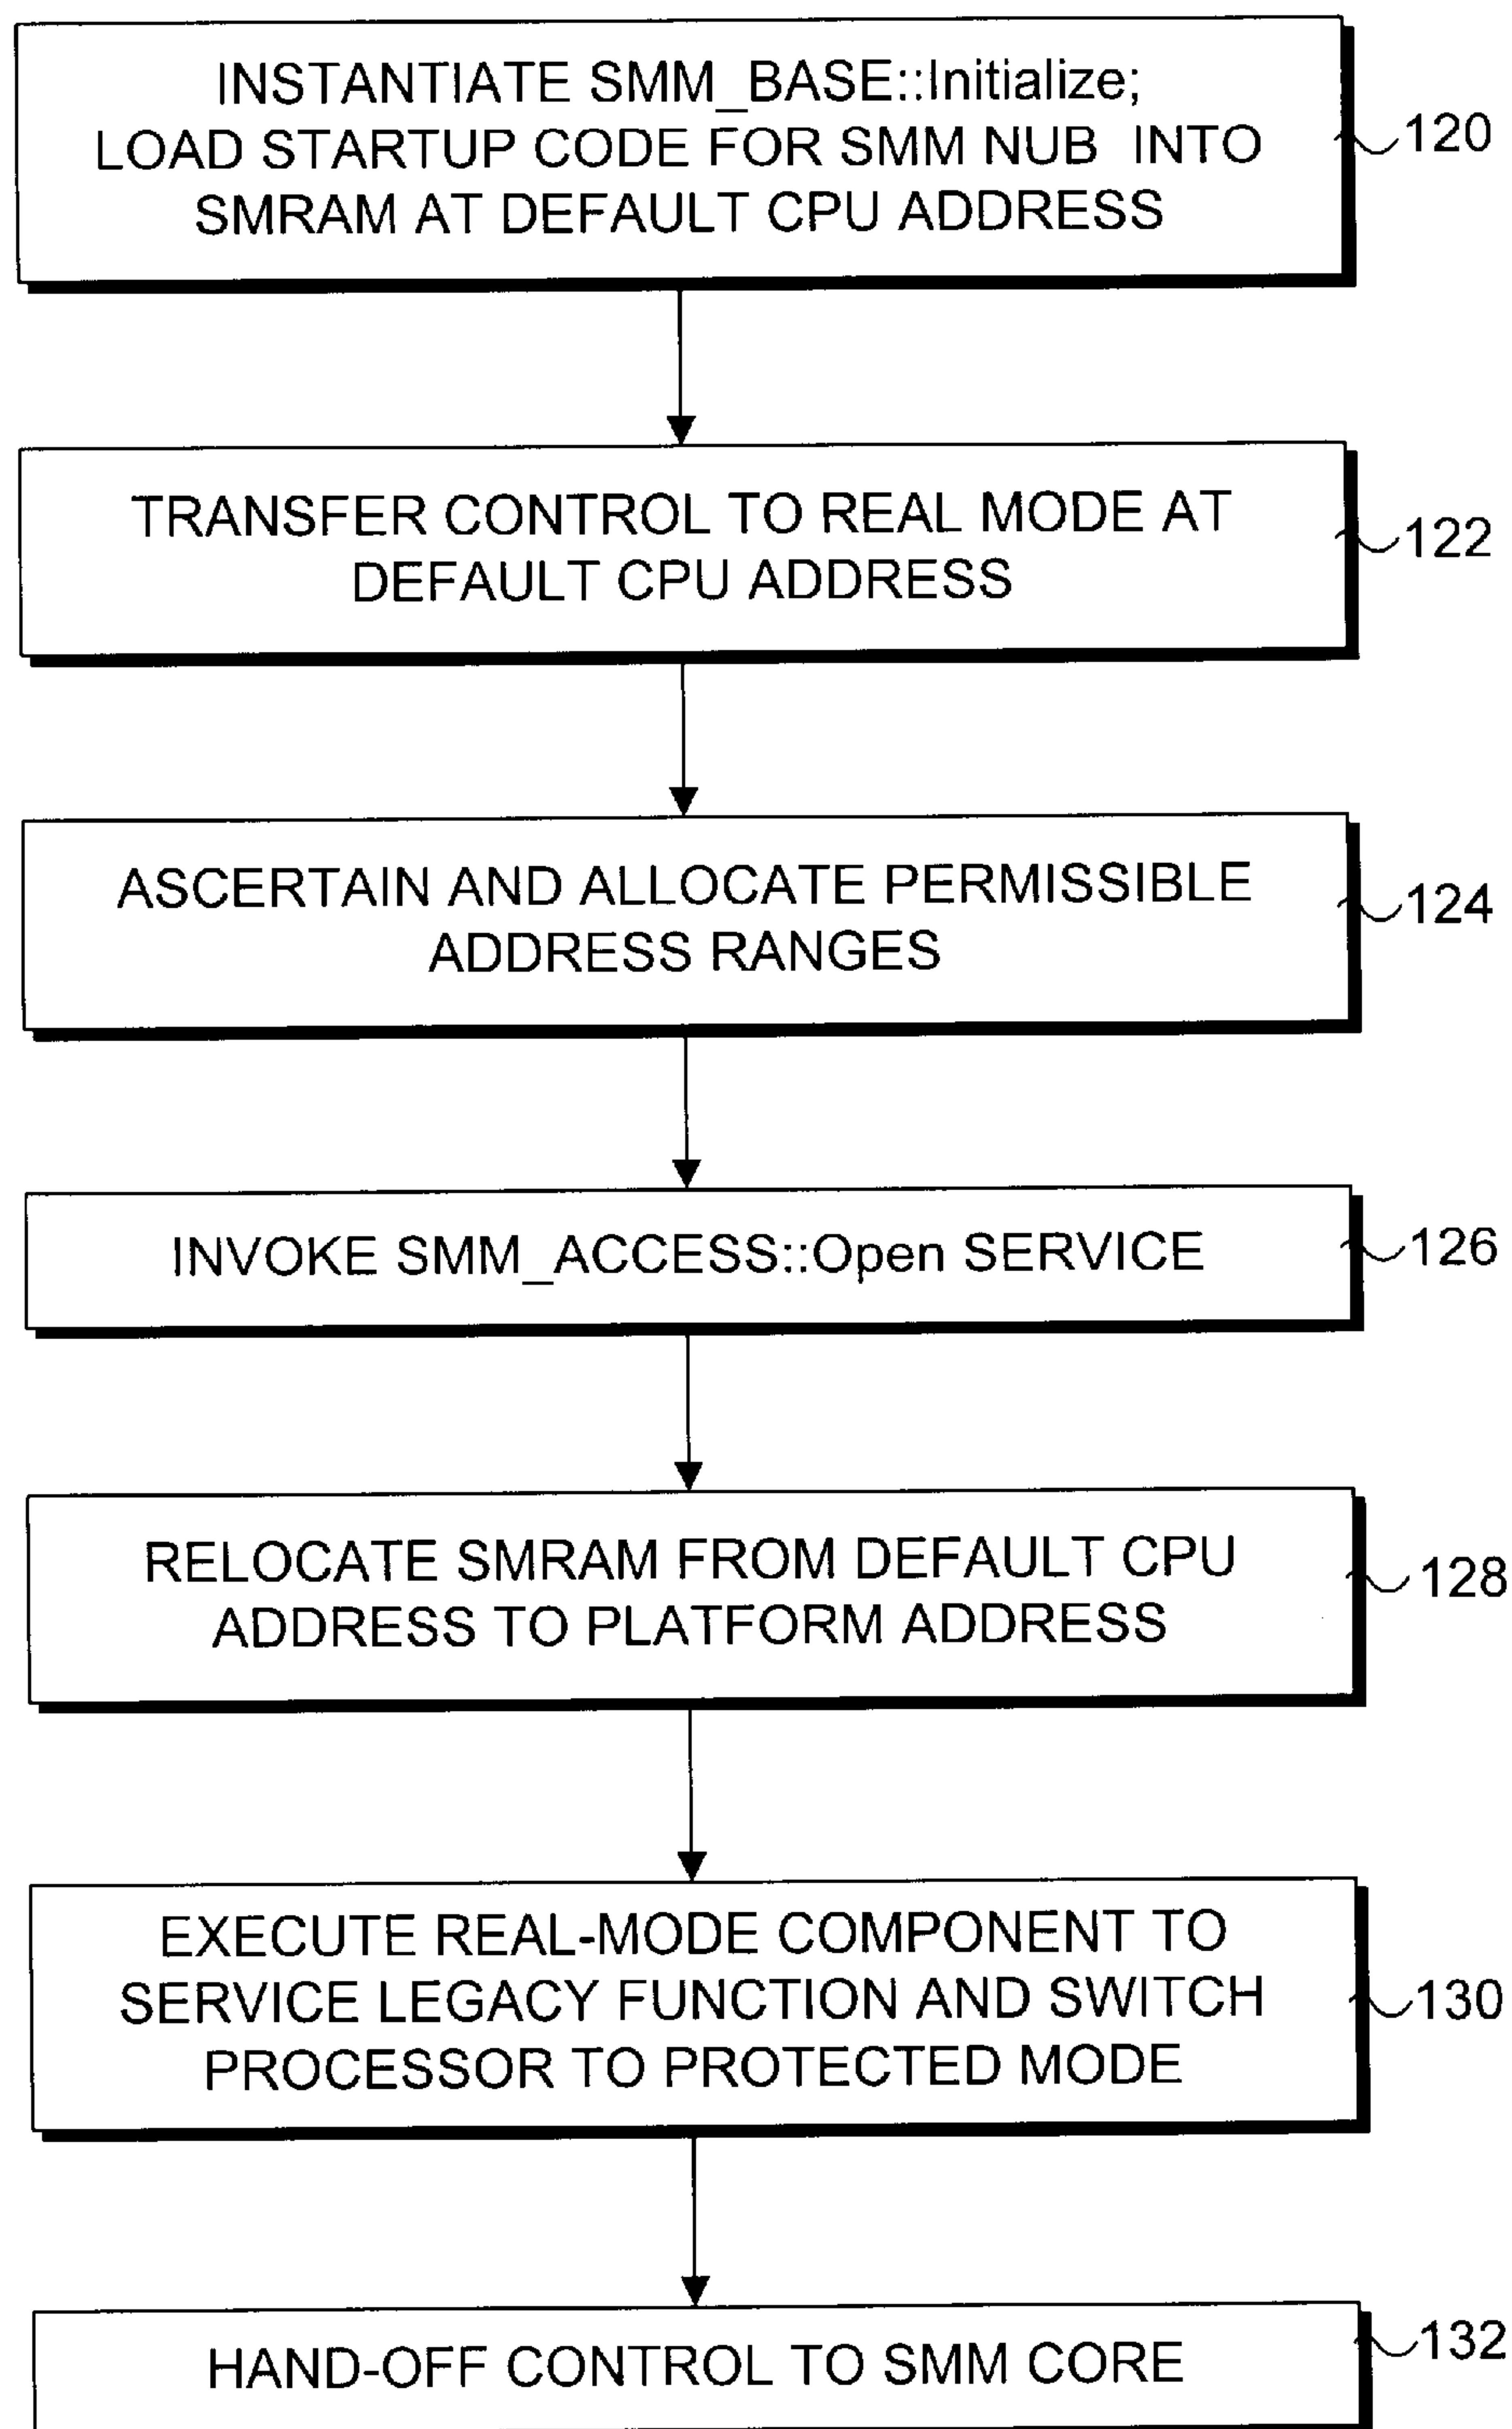 INSTANTIATE SMM_BASE::Initialize;
LOAD STARTUP CODE FOR SMM NUB INTO
SMRAM AT DEFAULT CPU ADDRESS
120
TRANSFER CONTROL TO REAL MODE AT
DEFAULT CPU ADDRESS
122
ASCERTAIN AND ALLOCATE PERMISSIBLE
ADDRESS RANGES
124
INVOKE SMM_ACCESS::Open SERVICE
126
RELOCATE SMRAM FROM DEFAULT CPU
ADDRESS TO PLATFORM ADDRESS
128
EXECUTE REAL-MODE COMPONENT TO
SERVICE LEGACY FUNCTION AND SWITCH
PROCESSOR TO PROTECTED MODE
130
HAND-OFF CONTROL TO SMM CORE
132